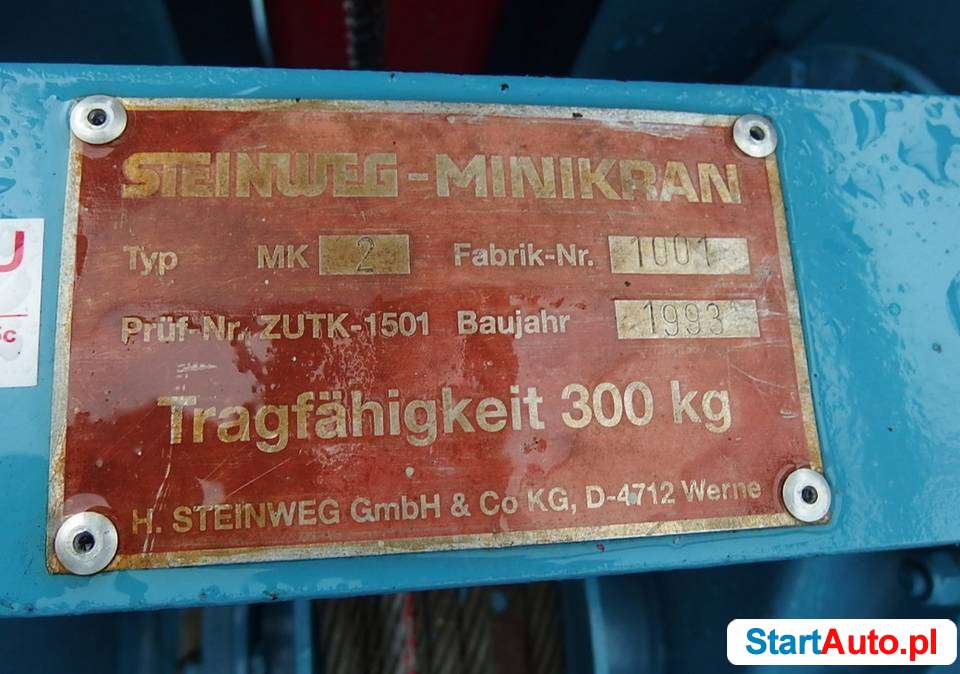 STEINWEG-MINIKRAN
Typ MK 2 Fabrik-Nr. 1001
Prüf-Nr. ZUTK-1501 Baujahr 1993
Tragfähigkeit 300 kg
H. STEINWEG GmbH & Co KG, D-4712 Werne
StartAuto.pl